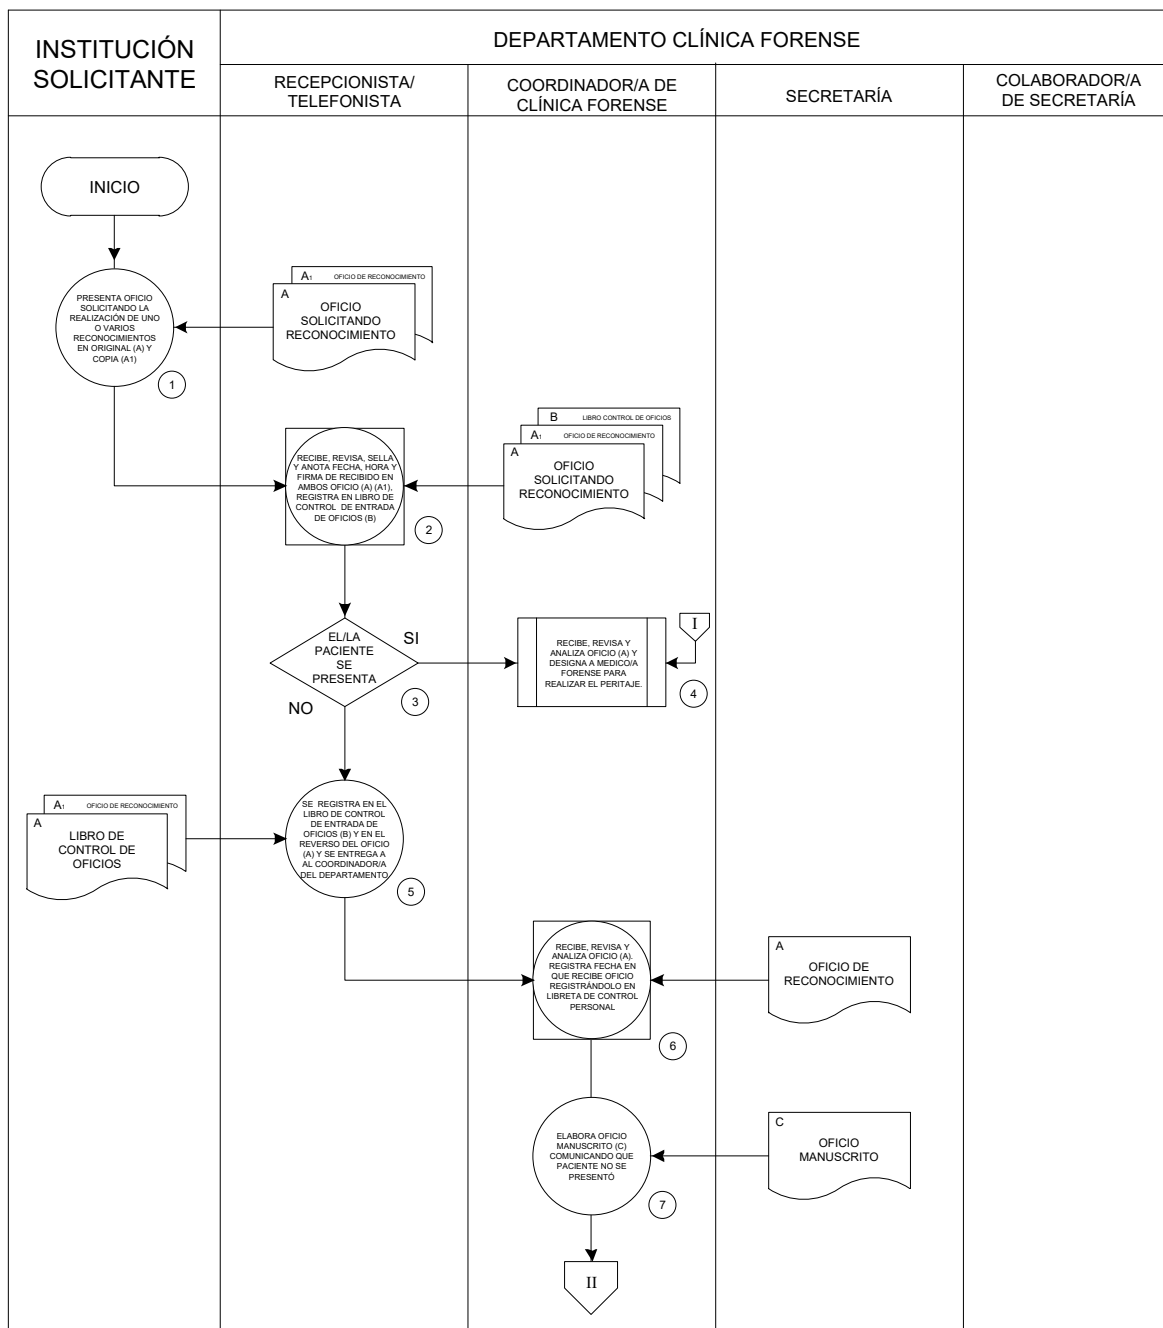 INSTITUCIÓN
SOLICITANTE
DEPARTAMENTO CLÍNICA FORENSE
RECEPCIONISTA/
TELEFONISTA
COORDINADOR/A DE
CLÍNICA FORENSE
SECRETARÍA
COLABORADOR/A
DE SECRETARÍA
INICIO
PRESENTA OFICIO
SOLICITANDO LA
REALIZACIÓN DE UNO
O VARIOS
RECONOCIMIENTOS
EN ORIGINAL (A) Y
COPIA (A1)
1
A1 OFICIO DE RECONOCIMIENTO
A
OFICIO
SOLICITANDO
RECONOCIMIENTO
RECIBE, REVISA, SELLA
Y ANOTA FECHA, HORA Y
FIRMA DE RECIBIDO EN
AMBOS OFICIO (A) (A1),
REGISTRA EN LIBRO DE
CONTROL DE ENTRADA
DE OFICIOS (B)
2
B LIBRO CONTROL DE OFICIOS
A1 OFICIO DE RECONOCIMIENTO
A
OFICIO
SOLICITANDO
RECONOCIMIENTO
EL/LA
PACIENTE
SE
PRESENTA
SI
NO
3
I
RECIBE, REVISA Y
ANALIZA OFICIO (A) Y
DESIGNA A MEDICO/A
FORENSE PARA
REALIZAR EL PERITAJE.
4
A1 OFICIO DE RECONOCIMIENTO
A
LIBRO DE
CONTROL DE
OFICIOS
SE REGISTRA EN EL
LIBRO DE CONTROL
DE ENTRADA DE
OFICIOS (B) Y EN EL
REVERSO DEL OFICIO
(A) Y SE ENTREGA A
AL COORDINADOR/A
DEL DEPARTAMENTO
5
RECIBE, REVISA Y
ANALIZA OFICIO (A).
REGISTRA FECHA EN
QUE RECIBE OFICIO
REGISTRÁNDOLO EN
LIBRETA DE CONTROL
PERSONAL
6
A
OFICIO DE
RECONOCIMIENTO
ELABORA OFICIO
MANUSCRITO (C)
COMUNICANDO QUE
PACIENTE NO SE
PRESENTÓ
7
C
OFICIO
MANUSCRITO
II